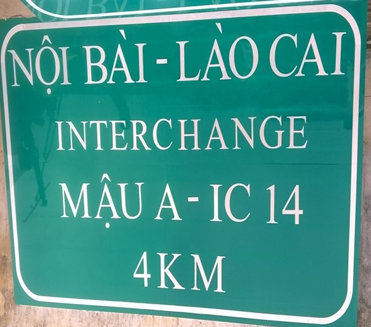 NỘI BÀI - LÀO CAI
INTERCHANGE
MẬU A - IC 14
4KM